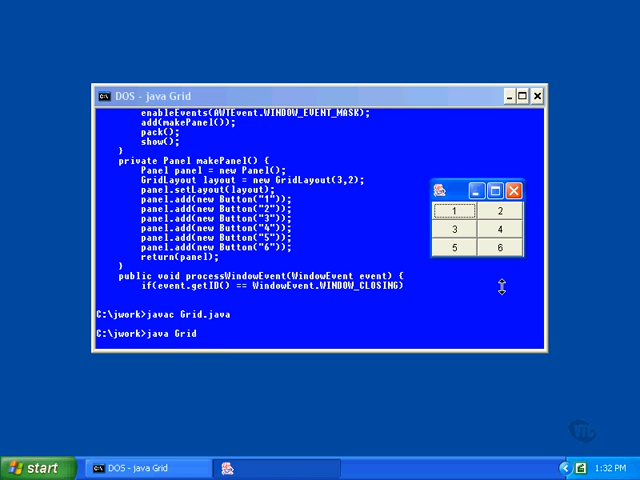 DOS - java Grid
enableEvents(AWTEvent.WINDOW_EVENT_MASK);
add(makePanel());
pack();
show();
}
private Panel makePanel() {
Panel panel = new Panel();
GridLayout layout = new GridLayout(3,2);
panel.setLayout(layout);
panel.add(new Button("1"));
panel.add(new Button("2"));
panel.add(new Button("3"));
panel.add(new Button("4"));
panel.add(new Button("5"));
panel.add(new Button("6"));
return(panel);
}
public void processWindowEvent(WindowEvent event) {
if(event.getID() == WindowEvent.WINDOW_CLOSING)
C:\jwork>javac Grid.java
C:\jwork>java Grid
1 2
3 4
5 6
VTC
start DOS - java Grid 1:32 PM